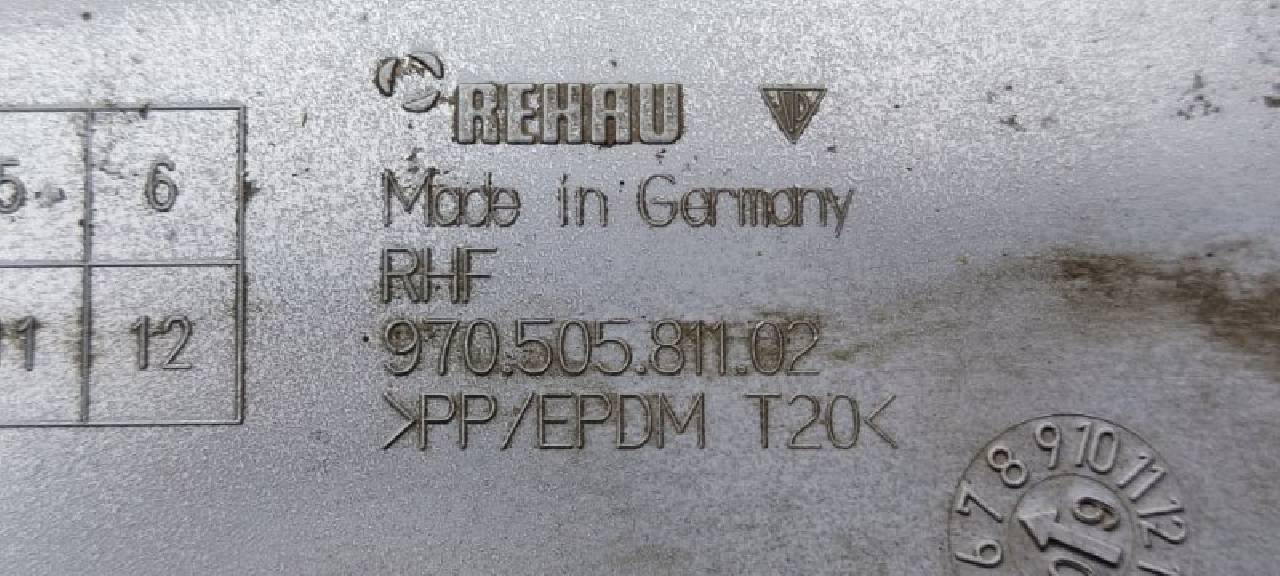 REHAU
Made in Germany
RHF
970.505.811.02
>PP/EPDM T20<
5 6
12
6 7 8 9 10 11 12